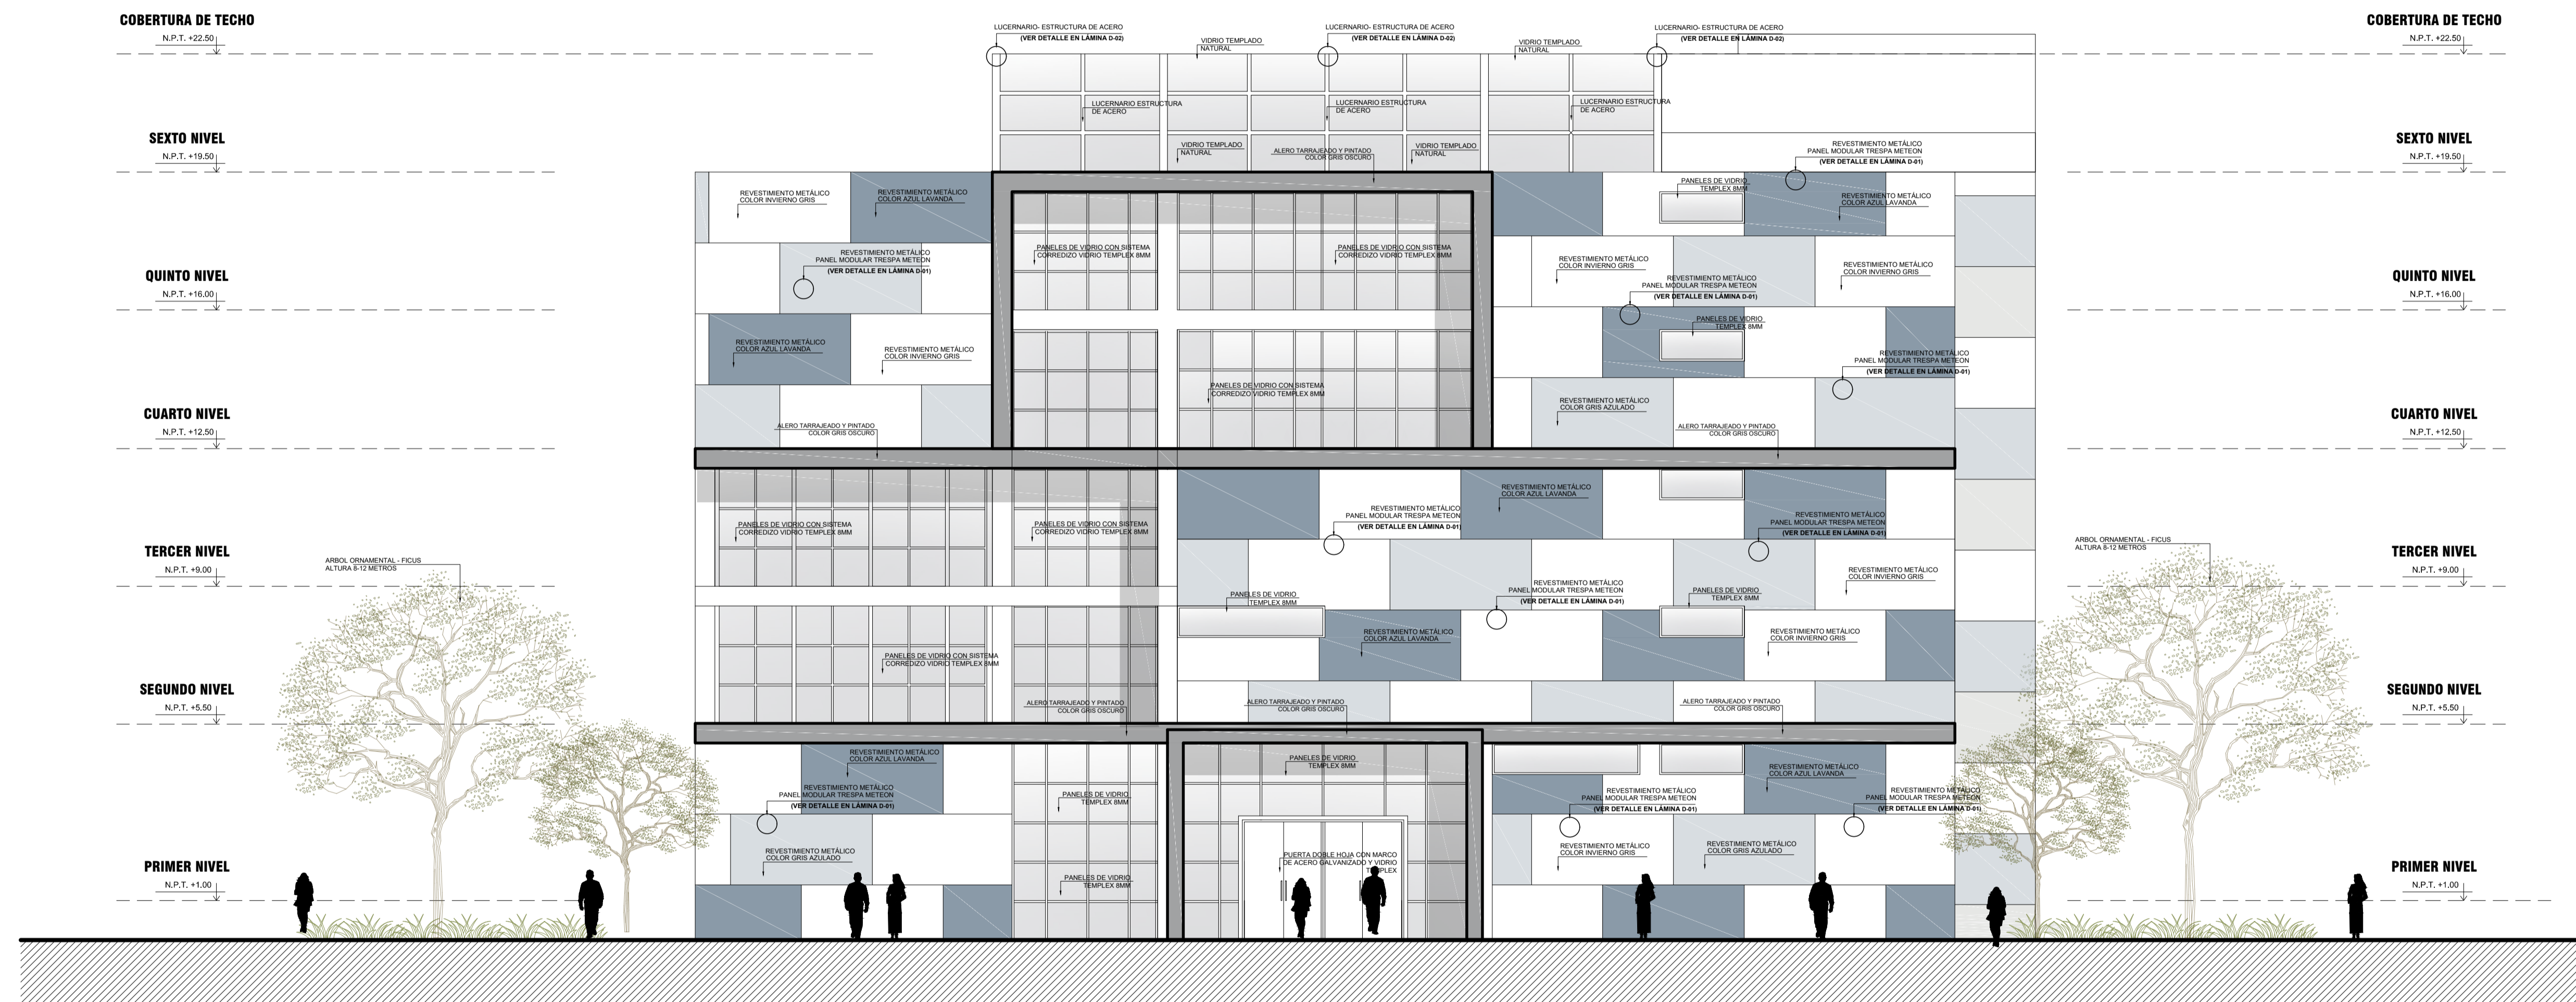 COBERTURA DE TECHO
N.P.T. +22.50
SEXTO NIVEL
N.P.T. +19.50
QUINTO NIVEL
N.P.T. +16.00
CUARTO NIVEL
N.P.T. +12.50
TERCER NIVEL
N.P.T. +9.00
SEGUNDO NIVEL
N.P.T. +5.50
PRIMER NIVEL
N.P.T. +1.00
ARBOL ORNAMENTAL - FICUS
ALTURA 8-12 METROS
LUCERNARIO- ESTRUCTURA DE ACERO
(VER DETALLE EN LÁMINA D-02)
VIDRIO TEMPLADO
NATURAL
LUCERNARIO- ESTRUCTURA DE ACERO
(VER DETALLE EN LÁMINA D-02)
VIDRIO TEMPLADO
NATURAL
LUCERNARIO- ESTRUCTURA DE ACERO
(VER DETALLE EN LÁMINA D-02)
LUCERNARIO ESTRUCTURA
DE ACERO
LUCERNARIO ESTRUCTURA
DE ACERO
LUCERNARIO ESTRUCTURA
DE ACERO
VIDRIO TEMPLADO
NATURAL
ALERO TARRAJEADO Y PINTADO
COLOR GRIS OSCURO
VIDRIO TEMPLADO
NATURAL
REVESTIMIENTO METÁLICO
PANEL MODULAR TRESPA METEON
(VER DETALLE EN LÁMINA D-01)
REVESTIMIENTO METÁLICO
COLOR INVIERNO GRIS
REVESTIMIENTO METÁLICO
COLOR AZUL LAVANDA
PANELES DE VIDRIO
TEMPLEX 8MM
REVESTIMIENTO METÁLICO
COLOR AZUL LAVANDA
REVESTIMIENTO METÁLICO
PANEL MODULAR TRESPA METEON
(VER DETALLE EN LÁMINA D-01)
PANELES DE VIDRIO CON SISTEMA
CORREDIZO VIDRIO TEMPLEX 8MM
PANELES DE VIDRIO CON SISTEMA
CORREDIZO VIDRIO TEMPLEX 8MM
REVESTIMIENTO METÁLICO
COLOR INVIERNO GRIS
REVESTIMIENTO METÁLICO
COLOR INVIERNO GRIS
REVESTIMIENTO METÁLICO
PANEL MODULAR TRESPA METEON
(VER DETALLE EN LÁMINA D-01)
PANELES DE VIDRIO
TEMPLEX 8MM
REVESTIMIENTO METÁLICO
COLOR AZUL LAVANDA
REVESTIMIENTO METÁLICO
COLOR INVIERNO GRIS
REVESTIMIENTO METÁLICO
PANEL MODULAR TRESPA METEON
(VER DETALLE EN LÁMINA D-01)
PANELES DE VIDRIO CON SISTEMA
CORREDIZO VIDRIO TEMPLEX 8MM
REVESTIMIENTO METÁLICO
COLOR GRIS AZULADO
ALERO TARRAJEADO Y PINTADO
COLOR GRIS OSCURO
ALERO TARRAJEADO Y PINTADO
COLOR GRIS OSCURO
REVESTIMIENTO METÁLICO
COLOR AZUL LAVANDA
REVESTIMIENTO METÁLICO
PANEL MODULAR TRESPA METEON
(VER DETALLE EN LÁMINA D-01)
REVESTIMIENTO METÁLICO
PANEL MODULAR TRESPA METEON
(VER DETALLE EN LÁMINA D-01)
PANELES DE VIDRIO CON SISTEMA
CORREDIZO VIDRIO TEMPLEX 8MM
PANELES DE VIDRIO CON SISTEMA
CORREDIZO VIDRIO TEMPLEX 8MM
REVESTIMIENTO METÁLICO
COLOR INVIERNO GRIS
REVESTIMIENTO METÁLICO
PANEL MODULAR TRESPA METEON
(VER DETALLE EN LÁMINA D-01)
PANELES DE VIDRIO
TEMPLEX 8MM
PANELES DE VIDRIO
TEMPLEX 8MM
REVESTIMIENTO METÁLICO
COLOR AZUL LAVANDA
REVESTIMIENTO METÁLICO
COLOR INVIERNO GRIS
PANELES DE VIDRIO CON SISTEMA
CORREDIZO VIDRIO TEMPLEX 8MM
ALERO TARRAJEADO Y PINTADO
COLOR GRIS OSCURO
ALERO TARRAJEADO Y PINTADO
COLOR GRIS OSCURO
ALERO TARRAJEADO Y PINTADO
COLOR GRIS OSCURO
REVESTIMIENTO METÁLICO
COLOR AZUL LAVANDA
PANELES DE VIDRIO
TEMPLEX 8MM
REVESTIMIENTO METÁLICO
COLOR AZUL LAVANDA
REVESTIMIENTO METÁLICO
PANEL MODULAR TRESPA METEON
(VER DETALLE EN LÁMINA D-01)
PANELES DE VIDRIO
TEMPLEX 8MM
REVESTIMIENTO METÁLICO
PANEL MODULAR TRESPA METEON
(VER DETALLE EN LÁMINA D-01)
REVESTIMIENTO METÁLICO
PANEL MODULAR TRESPA METEON
(VER DETALLE EN LÁMINA D-01)
REVESTIMIENTO METÁLICO
COLOR GRIS AZULADO
PUERTA DOBLE HOJA CON MARCO
DE ACERO GALVANIZADO Y VIDRIO
TEMPLEX
REVESTIMIENTO METÁLICO
COLOR INVIERNO GRIS
REVESTIMIENTO METÁLICO
COLOR GRIS AZULADO
PANELES DE VIDRIO
TEMPLEX 8MM
ARBOL ORNAMENTAL - FICUS
ALTURA 8-12 METROS
COBERTURA DE TECHO
N.P.T. +22.50
SEXTO NIVEL
N.P.T. +19.50
QUINTO NIVEL
N.P.T. +16.00
CUARTO NIVEL
N.P.T. +12.50
TERCER NIVEL
N.P.T. +9.00
SEGUNDO NIVEL
N.P.T. +5.50
PRIMER NIVEL
N.P.T. +1.00